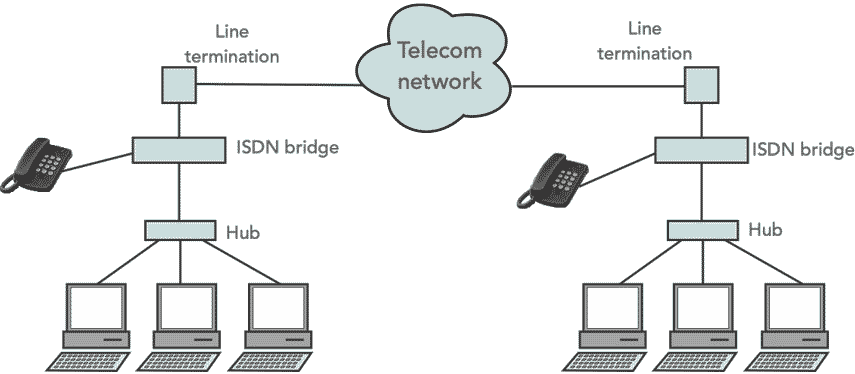 Line
termination
Telecom
network
Line
termination
ISDN bridge
ISDN bridge
Hub
Hub